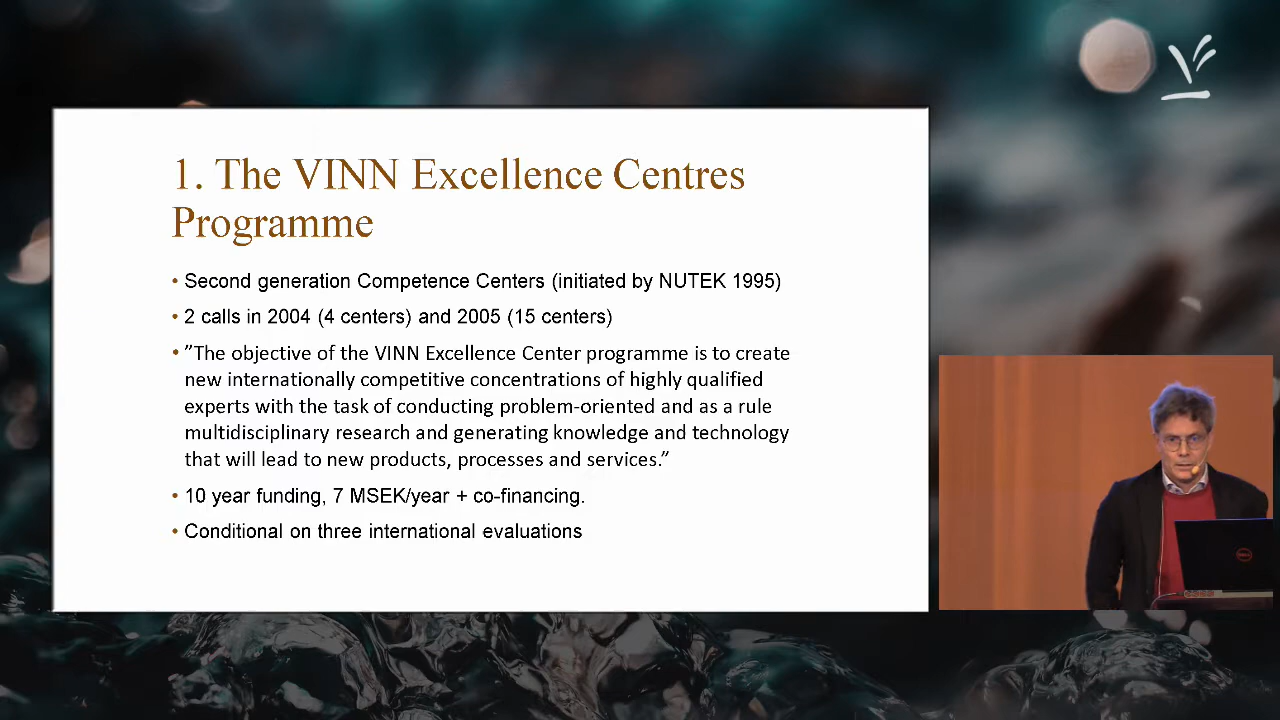 1. The VINN Excellence Centres
Programme
• Second generation Competence Centers (initiated by NUTEK 1995)
• 2 calls in 2004 (4 centers) and 2005 (15 centers)
• ”The objective of the VINN Excellence Center programme is to create
new internationally competitive concentrations of highly qualified
experts with the task of conducting problem-oriented and as a rule
multidisciplinary research and generating knowledge and technology
that will lead to new products, processes and services.”
• 10 year funding, 7 MSEK/year + co-financing.
• Conditional on three international evaluations
DELL